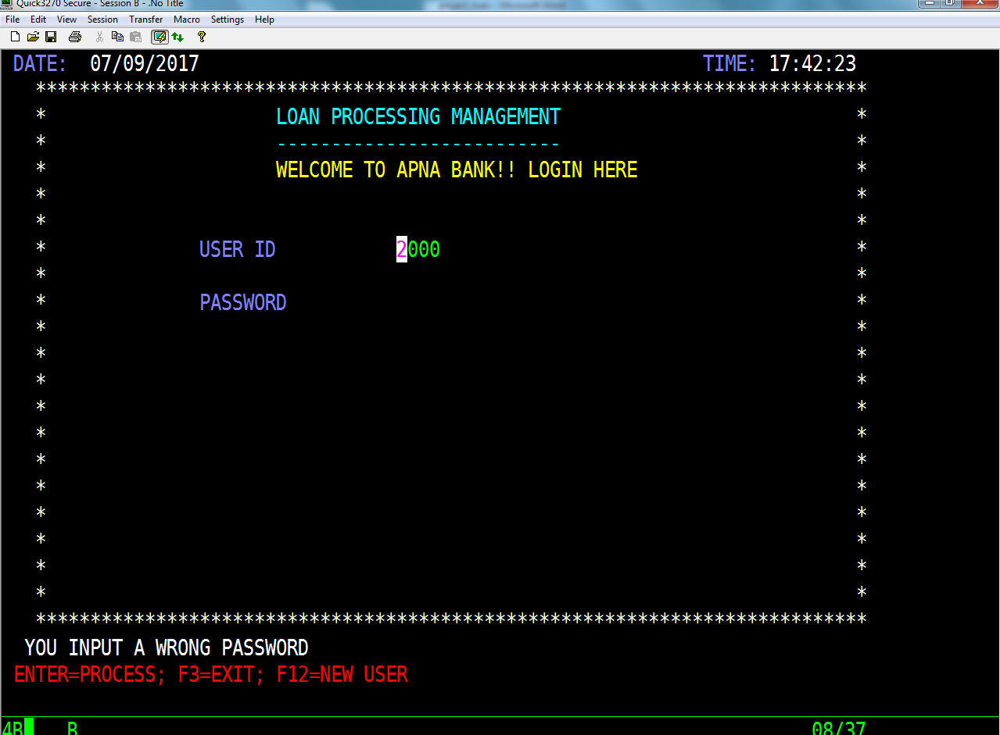 Quick3270 Secure - Session B - .No Title
File Edit View Session Transfer Macro Settings Help
DATE: 07/09/2017 TIME: 17:42:23
****************************************************************************
* LOAN PROCESSING MANAGEMENT *
* -------------------------- *
* WELCOME TO APNA BANK!! LOGIN HERE *
* *
* *
* USER ID 2000 *
* *
* PASSWORD *
* *
* *
* *
* *
* *
* *
* *
* *
* *
* *
* *
****************************************************************************
YOU INPUT A WRONG PASSWORD
ENTER=PROCESS; F3=EXIT; F12=NEW USER
4B B 08/37